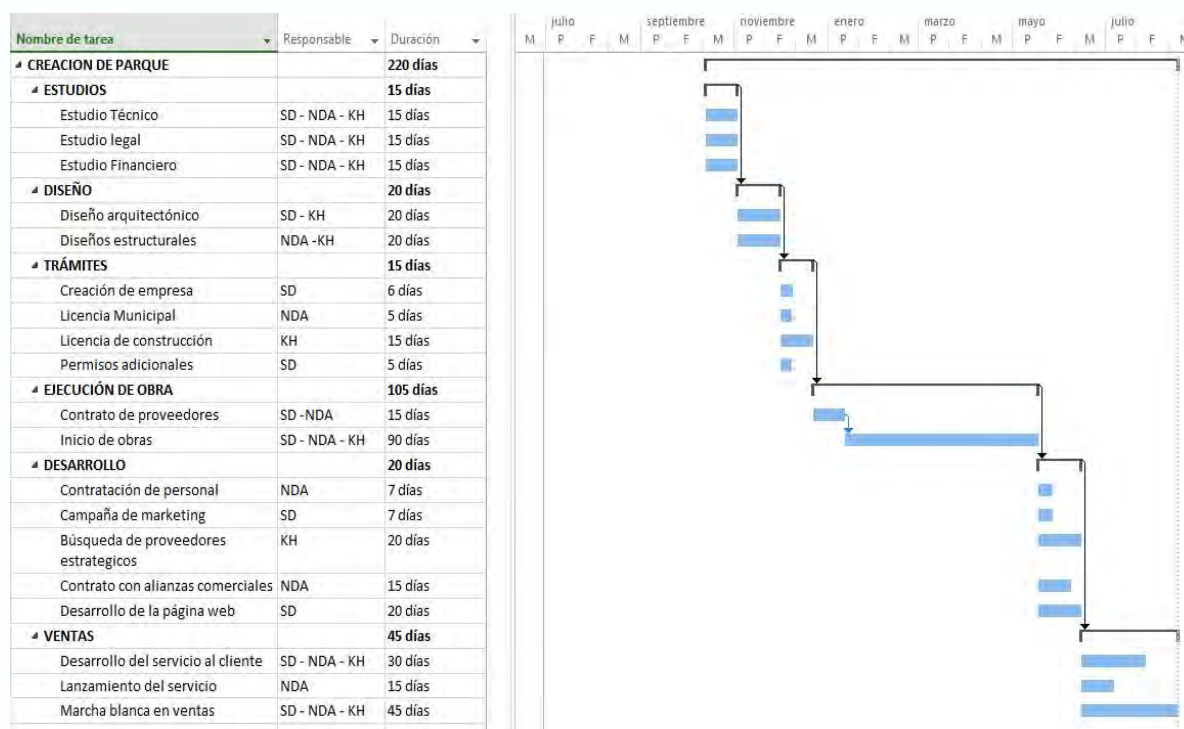 julio septiembre noviembre enero marzo mayo julio
Nombre de tarea Responsable Duración M P F M P F M P F M P F M P F M P F M P F M
CREACION DE PARQUE 220 días
ESTUDIOS 15 días
Estudio Técnico SD - NDA - KH 15 días
Estudio legal SD - NDA - KH 15 días
Estudio Financiero SD - NDA - KH 15 días
DISEÑO 20 días
Diseño arquitectónico SD - KH 20 días
Diseños estructurales NDA -KH 20 días
TRÁMITES 15 días
Creación de empresa SD 6 días
Licencia Municipal NDA 5 días
Licencia de construcción KH 15 días
Permisos adicionales SD 5 días
EJECUCIÓN DE OBRA 105 días
Contrato de proveedores SD -NDA 15 días
Inicio de obras SD - NDA - KH 90 días
DESARROLLO 20 días
Contratación de personal NDA 7 días
Campaña de marketing SD 7 días
Búsqueda de proveedores KH 20 días
estrategicos
Contrato con alianzas comerciales NDA 15 días
Desarrollo de la página web SD 20 días
VENTAS 45 días
Desarrollo del servicio al cliente SD - NDA - KH 30 días
Lanzamiento del servicio NDA 15 días
Marcha blanca en ventas SD - NDA - KH 45 días